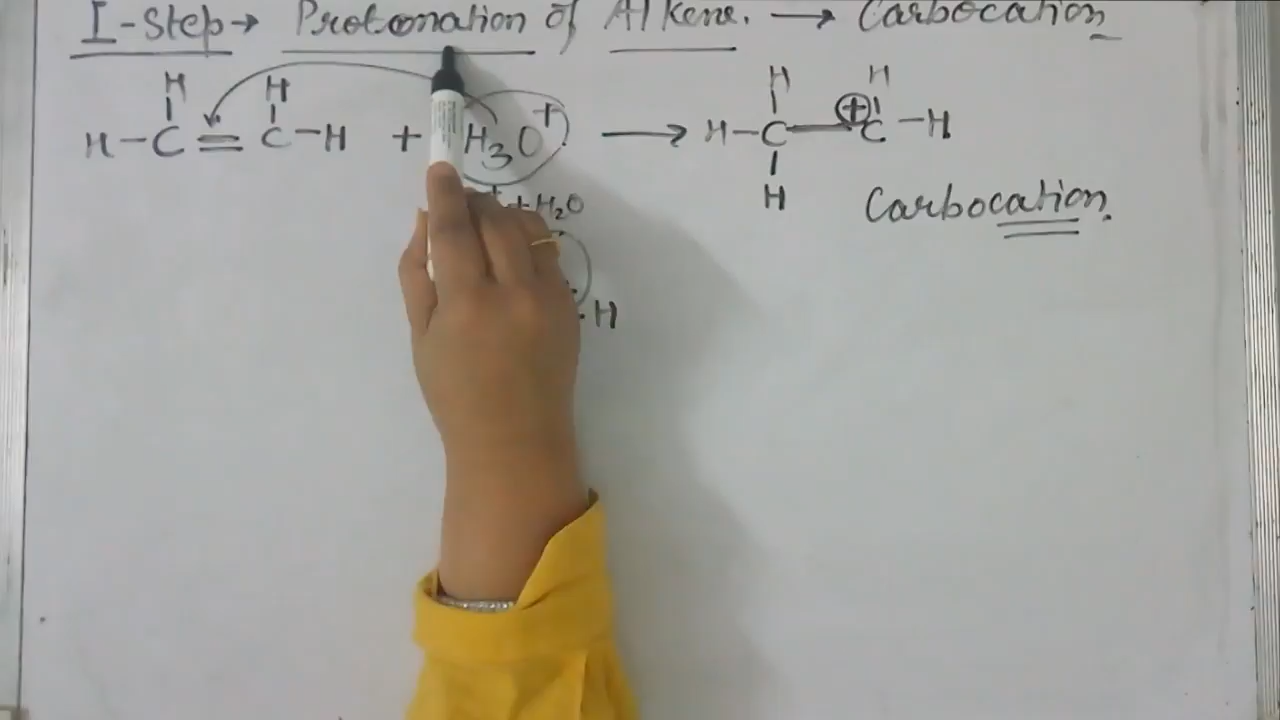 I-Step → Protonation of Alkene. → Carbocation
H H H H
H-C=C-H + H3O+ → H-C-C-H
H
+ + H2O Carbocation.
H